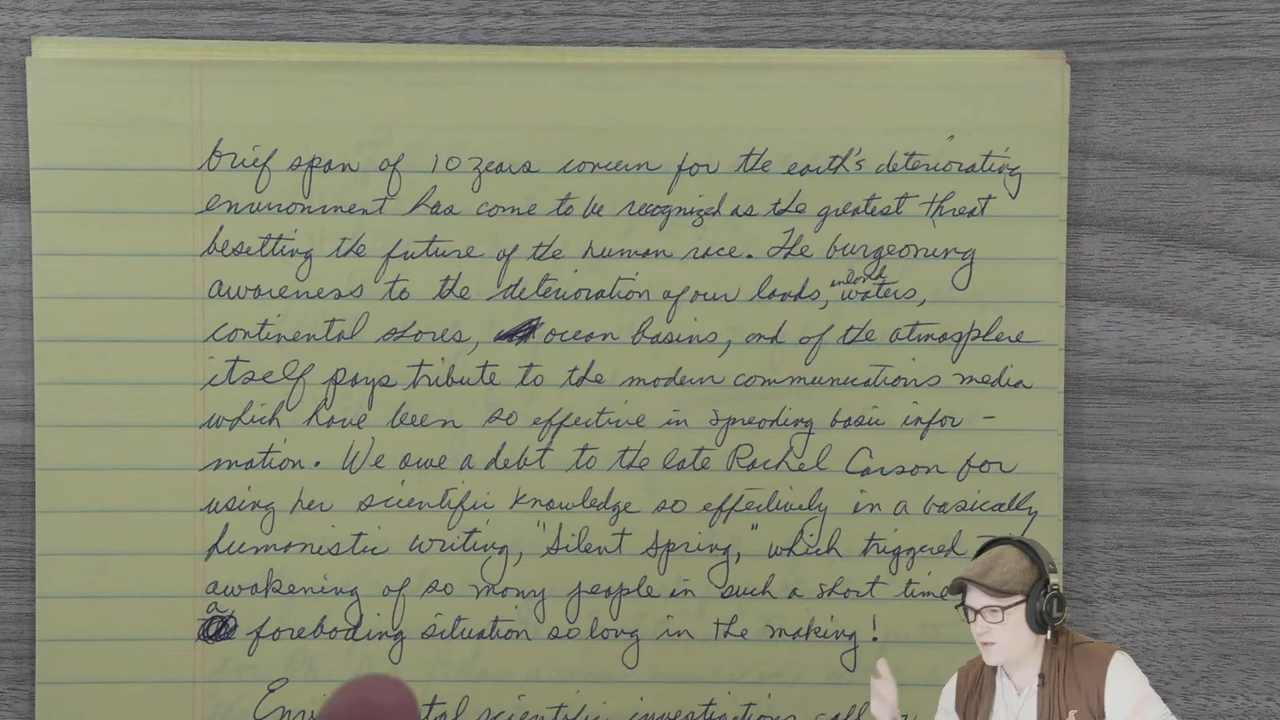 brief span of 10 years concern for the earth's deteriorating
environment has come to be recognized as the greatest threat
besetting the future of the human race. The burgeoning
awareness to the deterioration of our lands, inland waters,
continental shores, ocean basins, and of the atmosphere
itself pays tribute to the modern communications media
which have been so effective in spreading basic infor-
mation. We owe a debt to the late Rachel Carson for
using her scientific knowledge so effectively in a basically
humanistic writing, "Silent Spring," which triggered
awakening of so many people in such a short time
a foreboding situation so long in the making!
scientific investigations call